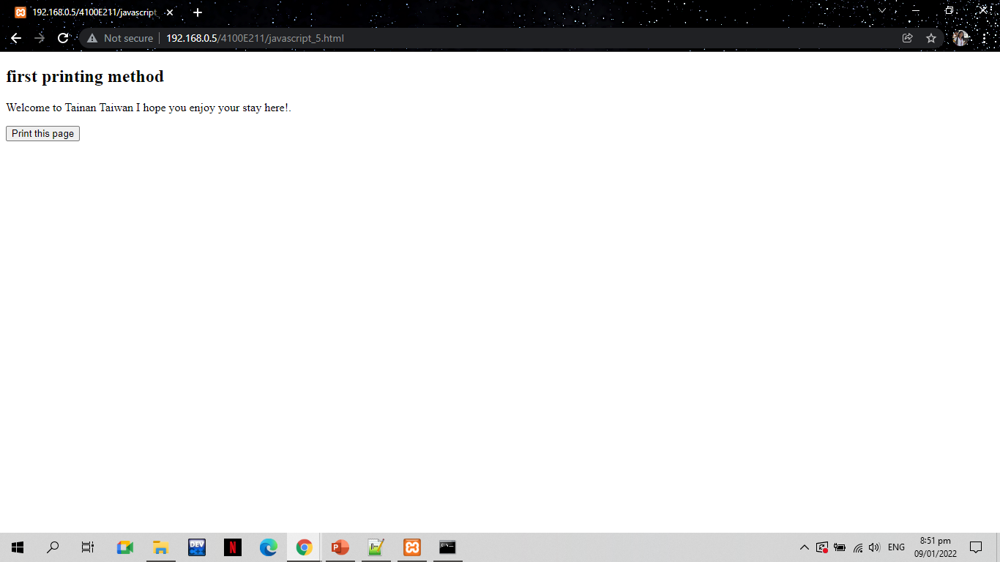 192.168.0.5/4100E211/javascript_
Not secure
192.168.0.5/4100E211/javascript_5.html
first printing method
Welcome to Tainan Taiwan I hope you enjoy your stay here!.
Print this page
DEV
N
P
ENG
8:51 pm
09/01/2022